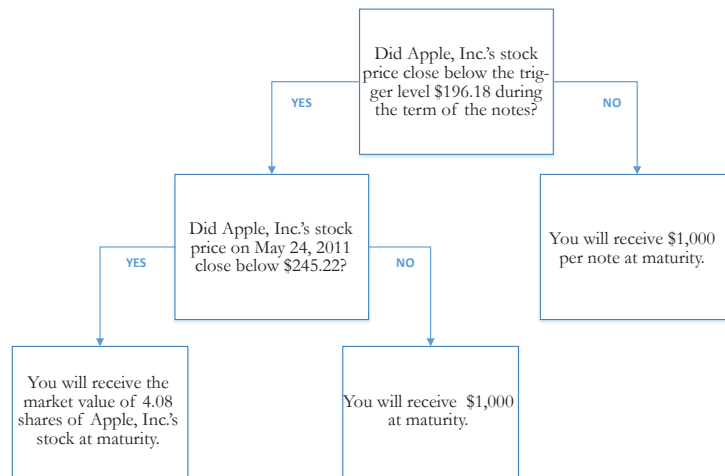 Did Apple, Inc.'s stock
price close below the trig-
ger level $196.18 during
the term of the notes?
YES
NO
Did Apple, Inc.'s stock
price on May 24, 2011
close below $245.22?
You will receive $1,000
per note at maturity.
YES
NO
You will receive the
market value of 4.08
shares of Apple, Inc.'s
stock at maturity.
You will receive $1,000
at maturity.